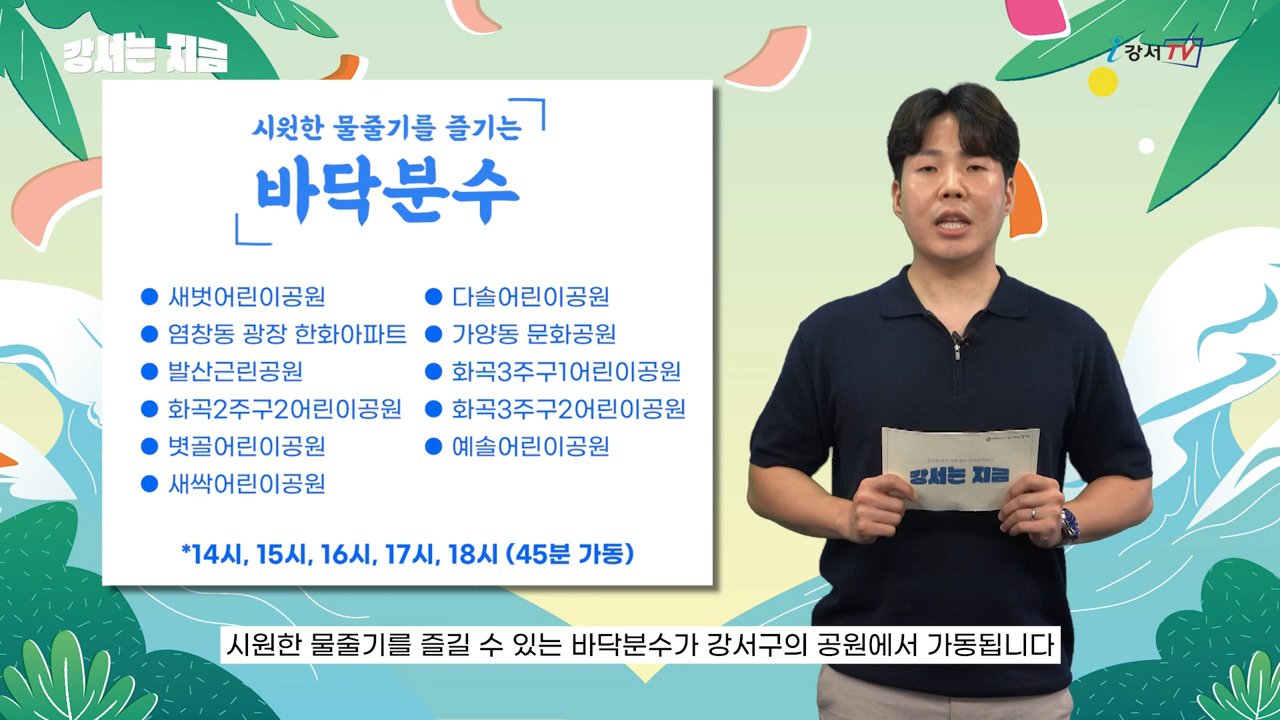 강서는 지금
i강서TV
시원한 물줄기를 즐기는
바닥분수
● 새벗어린이공원
● 염창동 광장 한화아파트
● 발산근린공원
● 화곡2주구2어린이공원
● 볏골어린이공원
● 새싹어린이공원
● 다솔어린이공원
● 가양동 문화공원
● 화곡3주구1어린이공원
● 화곡3주구2어린이공원
● 예솔어린이공원
*14시, 15시, 16시, 17시, 18시 (45분 가동)
강서는 지금
시원한 물줄기를 즐길 수 있는 바닥분수가 강서구의 공원에서 가동됩니다